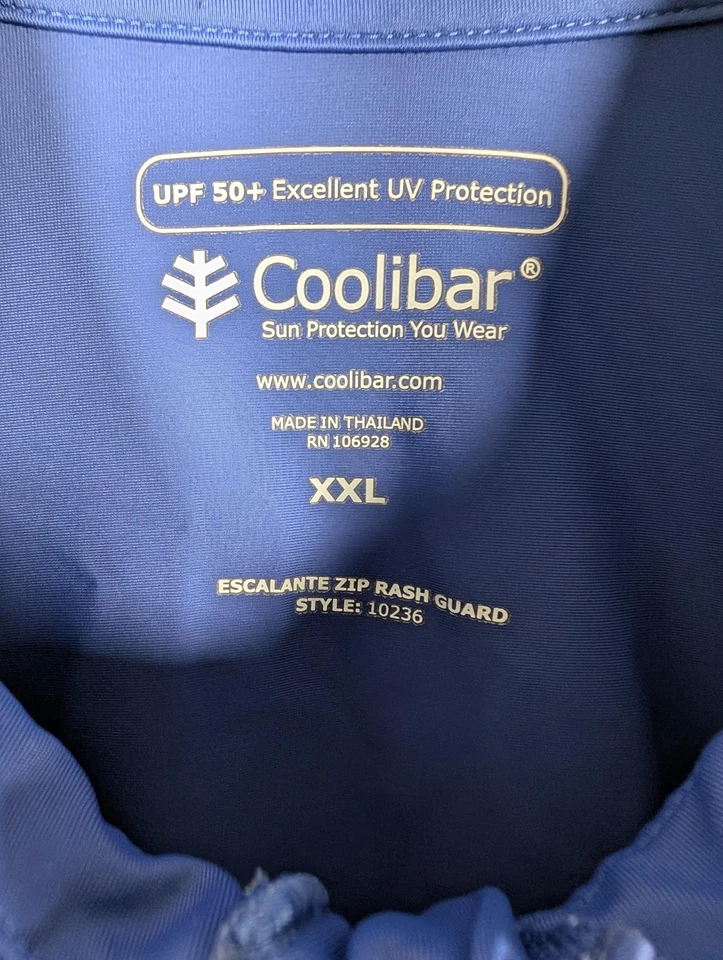 UPF 50+ Excellent UV Protection
Coolibar®
Sun Protection You Wear
www.coolibar.com
MADE IN THAILAND
RN 106928
XXL
ESCALANTE ZIP RASH GUARD
STYLE: 10236